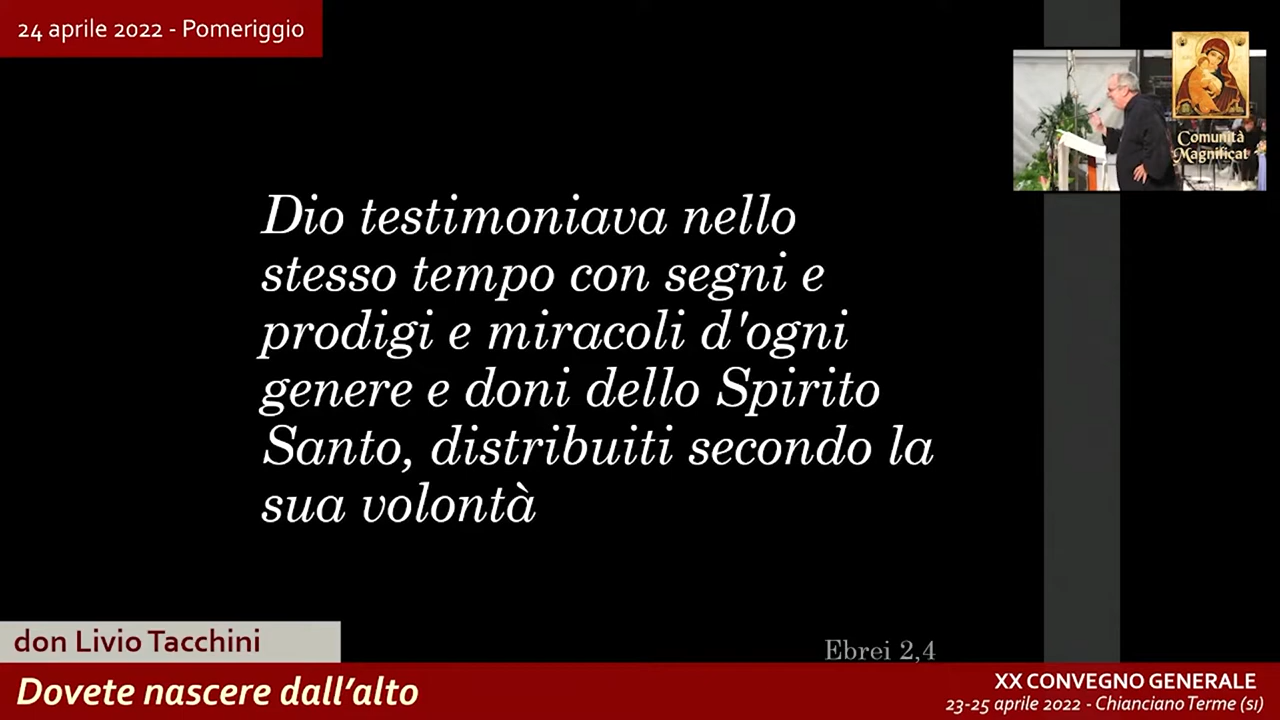 24 aprile 2022 - Pomeriggio
Comunità
Magnificat
Dio testimoniava nello
stesso tempo con segni e
prodigi e miracoli d'ogni
genere e doni dello Spirito
Santo, distribuiti secondo la
sua volontà
Ebrei 2,4
don Livio Tacchini
Dovete nascere dall’alto
XX CONVEGNO GENERALE
23-25 aprile 2022 - Chianciano Terme (SI)